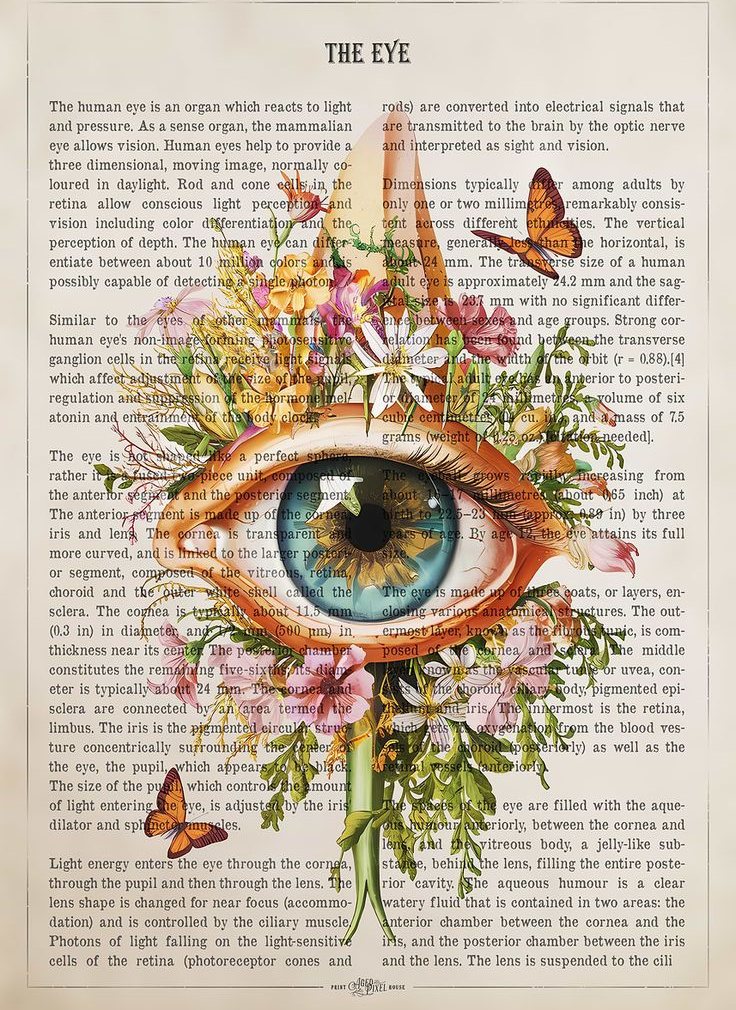 THE EYE
The human eye is an organ which reacts to light
and pressure. As a sense organ, the mammalian
eye allows vision. Human eyes help to provide a
three dimensional, moving image, normally co-
loured in daylight. Rod and cone cells in the
retina allow conscious light perception and
vision including color differentiation and the
perception of depth. The human eye can differ-
entiate between about 10 million colors and is
possibly capable of detecting a single photon.
Similar to the eyes of other mammals, the
human eye's non-image-forming photosensitive
ganglion cells in the retina receive light signals
which affect adjustment of the size of the pupil,
regulation and suppression of the hormone mel-
atonin and entrainment of the body clock.
The eye is not shaped like a perfect sphere,
rather it is a fused two-piece unit, composed of
the anterior segment and the posterior segment.
The anterior segment is made up of the cornea,
iris and lens. The cornea is transparent and
more curved, and is linked to the larger posteri-
or segment, composed of the vitreous, retina,
choroid and the outer white shell called the
sclera. The cornea is typically about 11.5 mm
(0.3 in) in diameter, and 1/2 mm (500 μm) in
thickness near its center. The posterior chamber
constitutes the remaining five-sixths; its diam-
eter is typically about 24 mm. The cornea and
sclera are connected by an area termed the
limbus. The iris is the pigmented circular struc-
ture concentrically surrounding the center of
the eye, the pupil, which appears to be black.
The size of the pupil, which controls the amount
of light entering the eye, is adjusted by the iris'
dilator and sphincter muscles.
Light energy enters the eye through the cornea,
through the pupil and then through the lens. The
lens shape is changed for near focus (accommo-
dation) and is controlled by the ciliary muscle.
Photons of light falling on the light-sensitive
cells of the retina (photoreceptor cones and
rods) are converted into electrical signals that
are transmitted to the brain by the optic nerve
and interpreted as sight and vision.
Dimensions typically differ among adults by
only one or two millimetres, remarkably consis-
tent across different ethnicities. The vertical
measure, generally less than the horizontal, is
about 24 mm. The transverse size of a human
adult eye is approximately 24.2 mm and the sag-
ittal size is 23.7 mm with no significant differ-
ence between sexes and age groups. Strong cor-
relation has been found between the transverse
diameter and the width of the orbit (r = 0.88).[4]
The typical adult eye has an anterior to posteri-
or diameter of 24 millimetres, a volume of six
cubic centimetres (0.4 cu. in.), and a mass of 7.5
grams (weight of 0.25 oz.)[citation needed].
The eyeball grows rapidly, increasing from
about 16–17 millimetres (about 0.65 inch) at
birth to 22.5–23 mm (approx. 0.89 in) by three
years of age. By age 12, the eye attains its full
size.
The eye is made up of three coats, or layers, en-
closing various anatomical structures. The out-
ermost layer, known as the fibrous tunic, is com-
posed of the cornea and sclera. The middle
layer, known as the vascular tunic or uvea, con-
sists of the choroid, ciliary body, pigmented epi-
thelium and iris. The innermost is the retina,
which gets its oxygenation from the blood ves-
sels of the choroid (posteriorly) as well as the
retinal vessels (anteriorly).
The spaces of the eye are filled with the aque-
ous humour anteriorly, between the cornea and
lens, and the vitreous body, a jelly-like sub-
stance, behind the lens, filling the entire poste-
rior cavity. The aqueous humour is a clear
watery fluid that is contained in two areas: the
anterior chamber between the cornea and the
iris, and the posterior chamber between the iris
and the lens. The lens is suspended to the cili
PRINT AGED PIXEL HOUSE